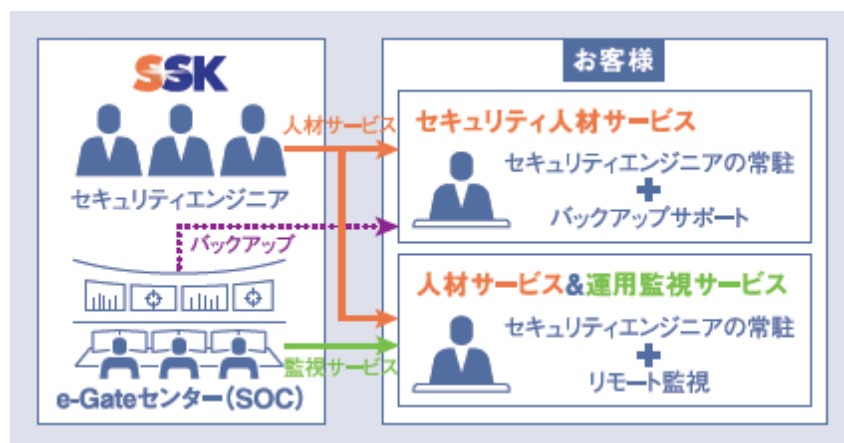 SSK
セキュリティエンジニア
e-Gateセンター(SOC)
人材サービス
バックアップ
監視サービス
お客様
セキュリティ人材サービス
セキュリティエンジニアの常駐
+
バックアップサポート
人材サービス&運用監視サービス
セキュリティエンジニアの常駐
+
リモート監視